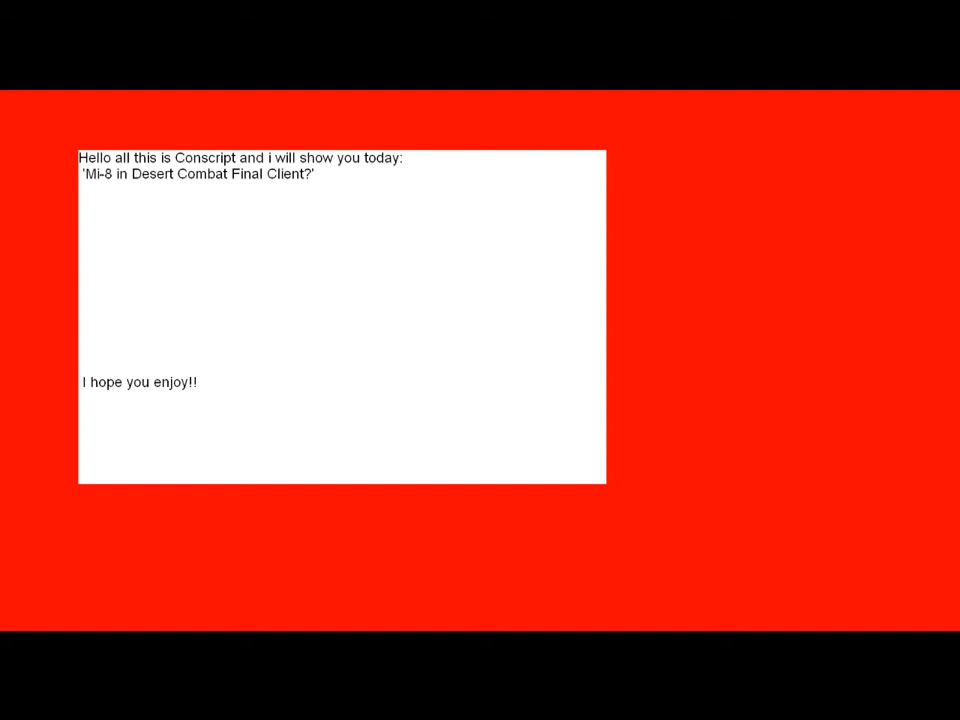 Hello all this is Conscript and i will show you today:
'Mi-8 in Desert Combat Final Client?'
I hope you enjoy!!